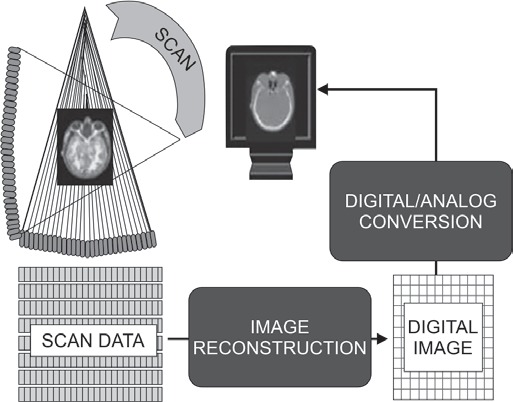 SCAN
DIGITAL/ANALOG
CONVERSION
SCAN DATA
IMAGE
RECONSTRUCTION
DIGITAL
IMAGE